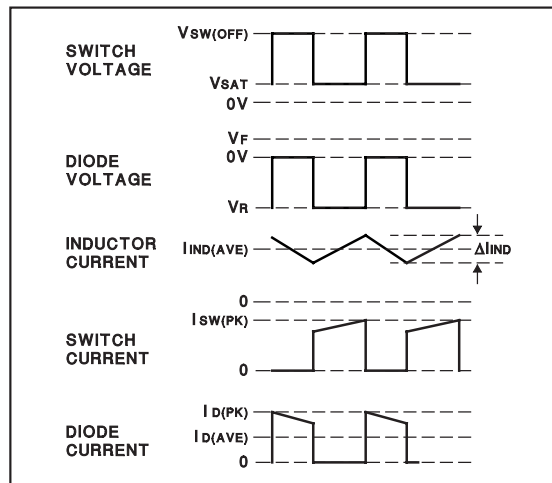 SWITCH
VOLTAGE
VSW(OFF)
VSAT
0V
DIODE
VOLTAGE
VF
0V
VR
INDUCTOR
CURRENT
IIND(AVE)
ΔIIND
SWITCH
CURRENT
0
ISW(PK)
0
DIODE
CURRENT
ID(PK)
ID(AVE)
0